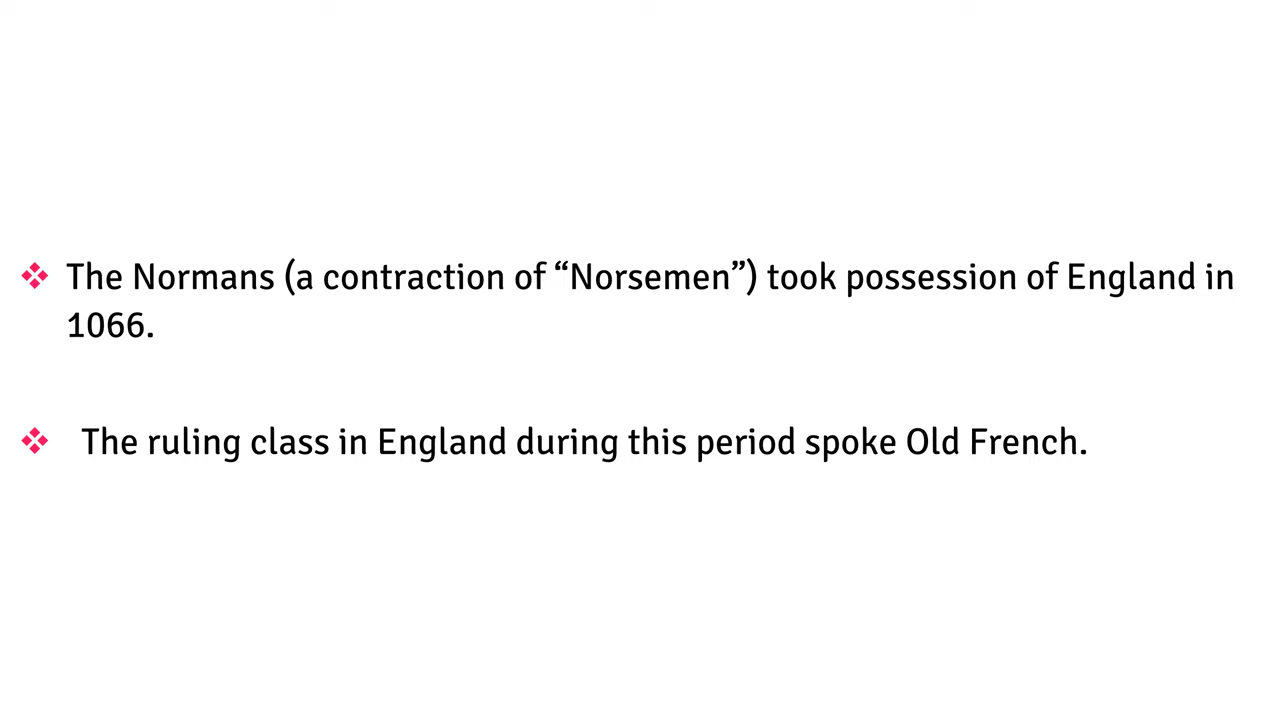 ❖ The Normans (a contraction of “Norsemen”) took possession of England in
1066.
❖ The ruling class in England during this period spoke Old French.